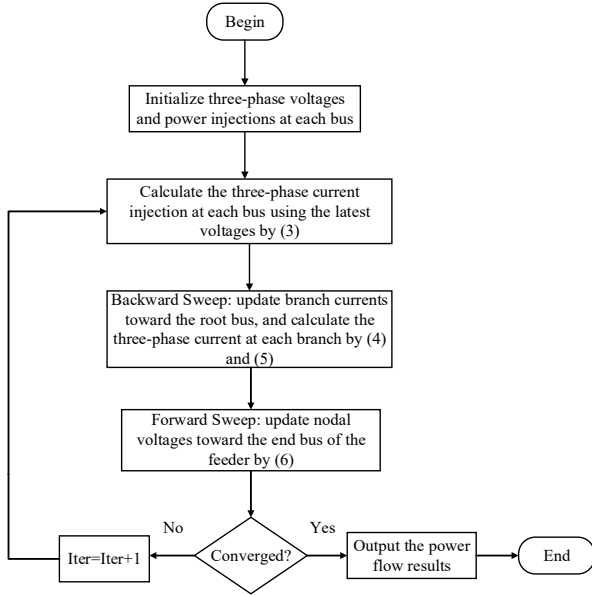 Begin
Initialize three-phase voltages
and power injections at each bus
Calculate the three-phase current
injection at each bus using the latest
voltages by (3)
Backward Sweep: update branch currents
toward the root bus, and calculate the
three-phase current at each branch by (4)
and (5)
Forward Sweep: update nodal
voltages toward the end bus of the
feeder by (6)
No
Yes
Iter=Iter+1
Converged?
Output the power
flow results
End